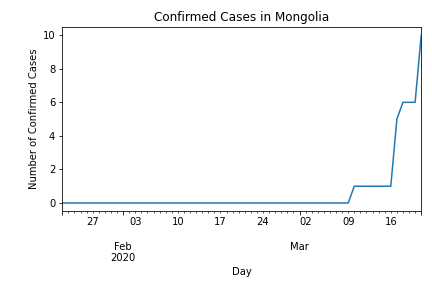 Confirmed Cases in Mongolia
Number of Confirmed Cases
10
8
6
4
2
0
27 03 10 17 24 02 09 16
Feb Mar
2020
Day